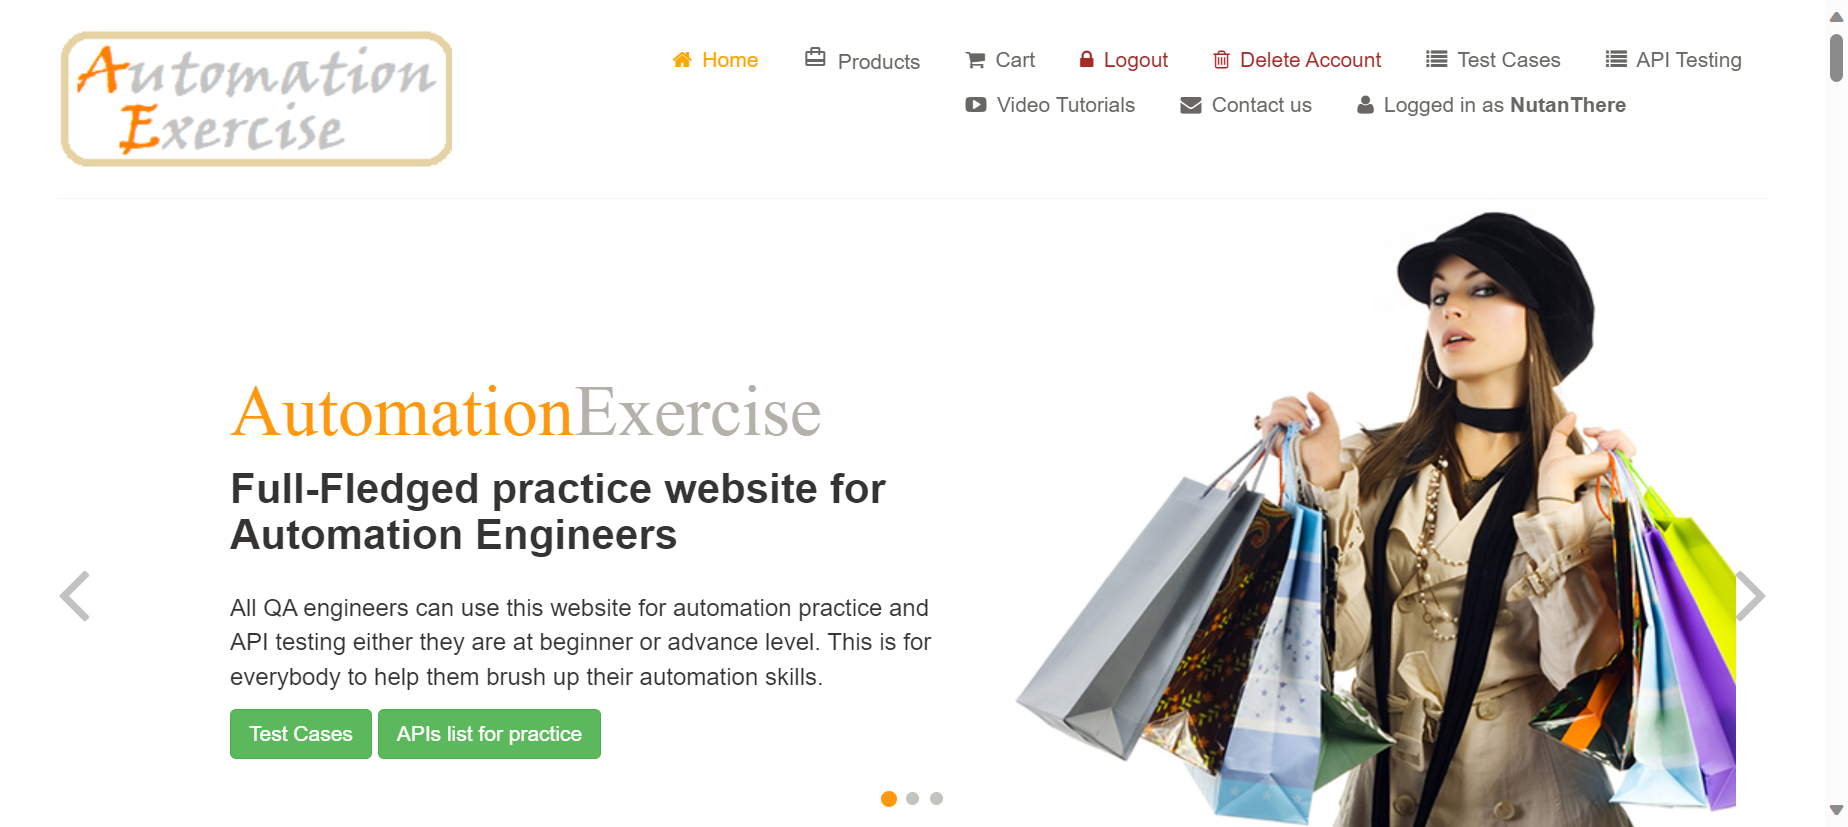 Automation
Exercise
Home Products Cart Logout Delete Account Test Cases API Testing
Video Tutorials Contact us Logged in as NutanThere
AutomationExercise
Full-Fledged practice website for
Automation Engineers
All QA engineers can use this website for automation practice and
API testing either they are at beginner or advance level. This is for
everybody to help them brush up their automation skills.
Test Cases APIs list for practice